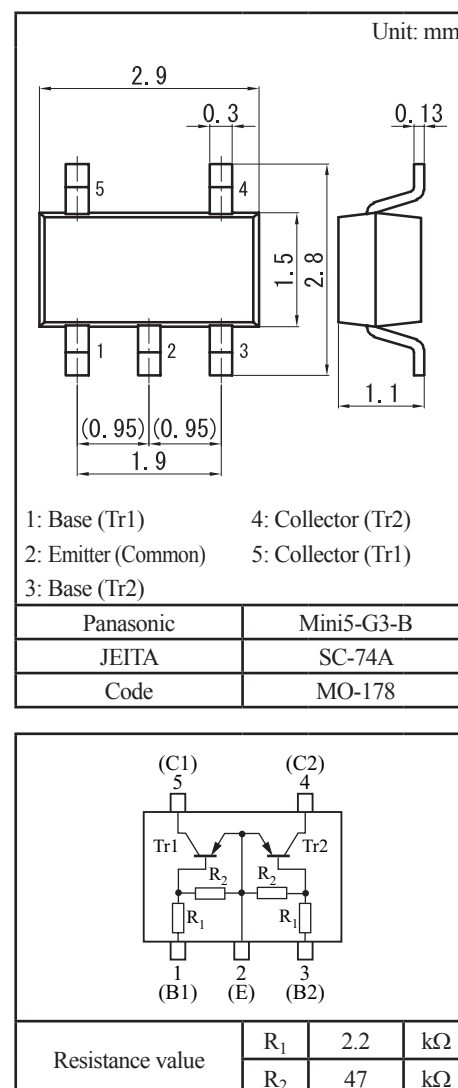 Unit: mm
2.9
0.3
0.13
5
4
1.5
2.8
1
2
3
1.1
(0.95)
(0.95)
1.9
1: Base (Tr1)
4: Collector (Tr2)
2: Emitter (Common)
5: Collector (Tr1)
3: Base (Tr2)
Panasonic
Mini5-G3-B
JEITA
SC-74A
Code
MO-178
(C1)
5
(C2)
4
Tr1
Tr2
R2
R2
R1
R1
1
(B1)
2
(E)
3
(B2)
Resistance value
R1
2.2
kΩ
R2
47
kΩ